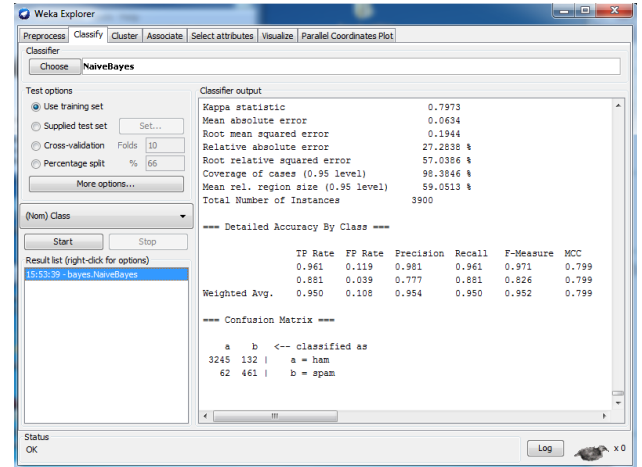 Weka Explorer
Preprocess Classify Cluster Associate Select attributes Visualize Parallel Coordinates Plot
Classifier
Choose NaiveBayes
Test options
Use training set
Supplied test set Set...
Cross-validation Folds 10
Percentage split % 66
More options...
(Nom) Class
Start Stop
Result list (right-click for options)
15:53:39 - bayes.NaiveBayes
Classifier output
Kappa statistic 0.7973
Mean absolute error 0.0634
Root mean squared error 0.1944
Relative absolute error 27.2838 %
Root relative squared error 57.0386 %
Coverage of cases (0.95 level) 98.3846 %
Mean rel. region size (0.95 level) 59.0513 %
Total Number of Instances 3900
=== Detailed Accuracy By Class ===
TP Rate FP Rate Precision Recall F-Measure MCC
0.961 0.119 0.981 0.961 0.971 0.799
0.881 0.039 0.777 0.881 0.826 0.799
Weighted Avg. 0.950 0.108 0.954 0.950 0.952 0.799
=== Confusion Matrix ===
a b <-- classified as
3245 132 | a = ham
62 461 | b = spam
Status
OK
Log
x 0